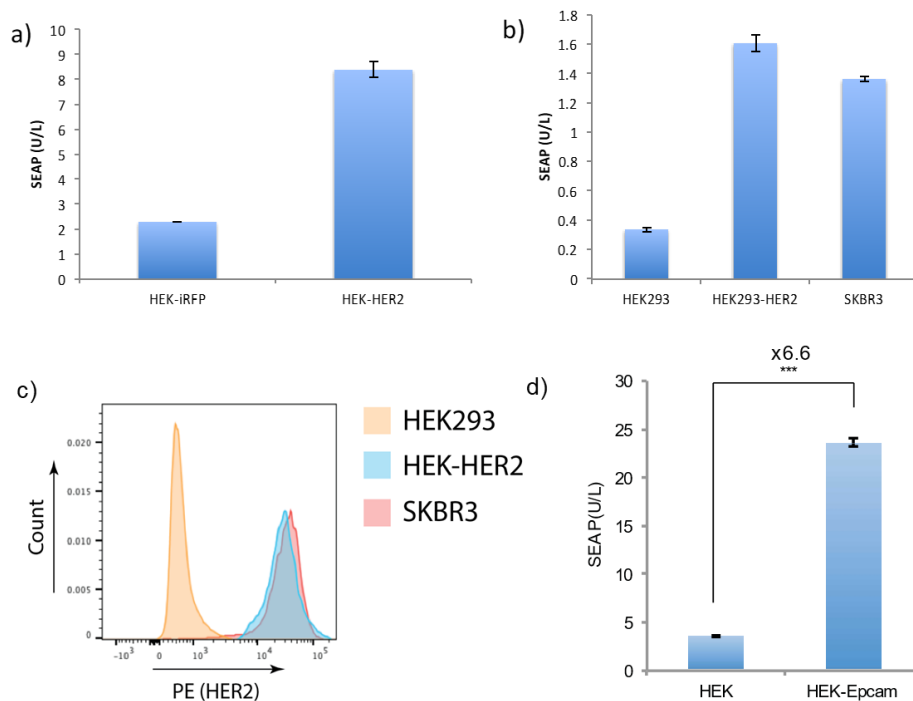 a)
SEAP (U/L)
10
9
8
7
6
5
4
3
2
1
0
HEK-iRFP HEK-HER2
b)
SEAP (U/L)
1.8
1.6
1.4
1.2
1
0.8
0.6
0.4
0.2
0
HEK293 HEK293-HER2 SKBR3
c)
Count
0.020
0.015
0.010
0.005
0
-10³ 0 10³ 10⁴ 10⁵
PE (HER2)
HEK293
HEK-HER2
SKBR3
d)
x6.6
***
SEAP(U/L)
30
25
20
15
10
5
0
HEK HEK-Epcam